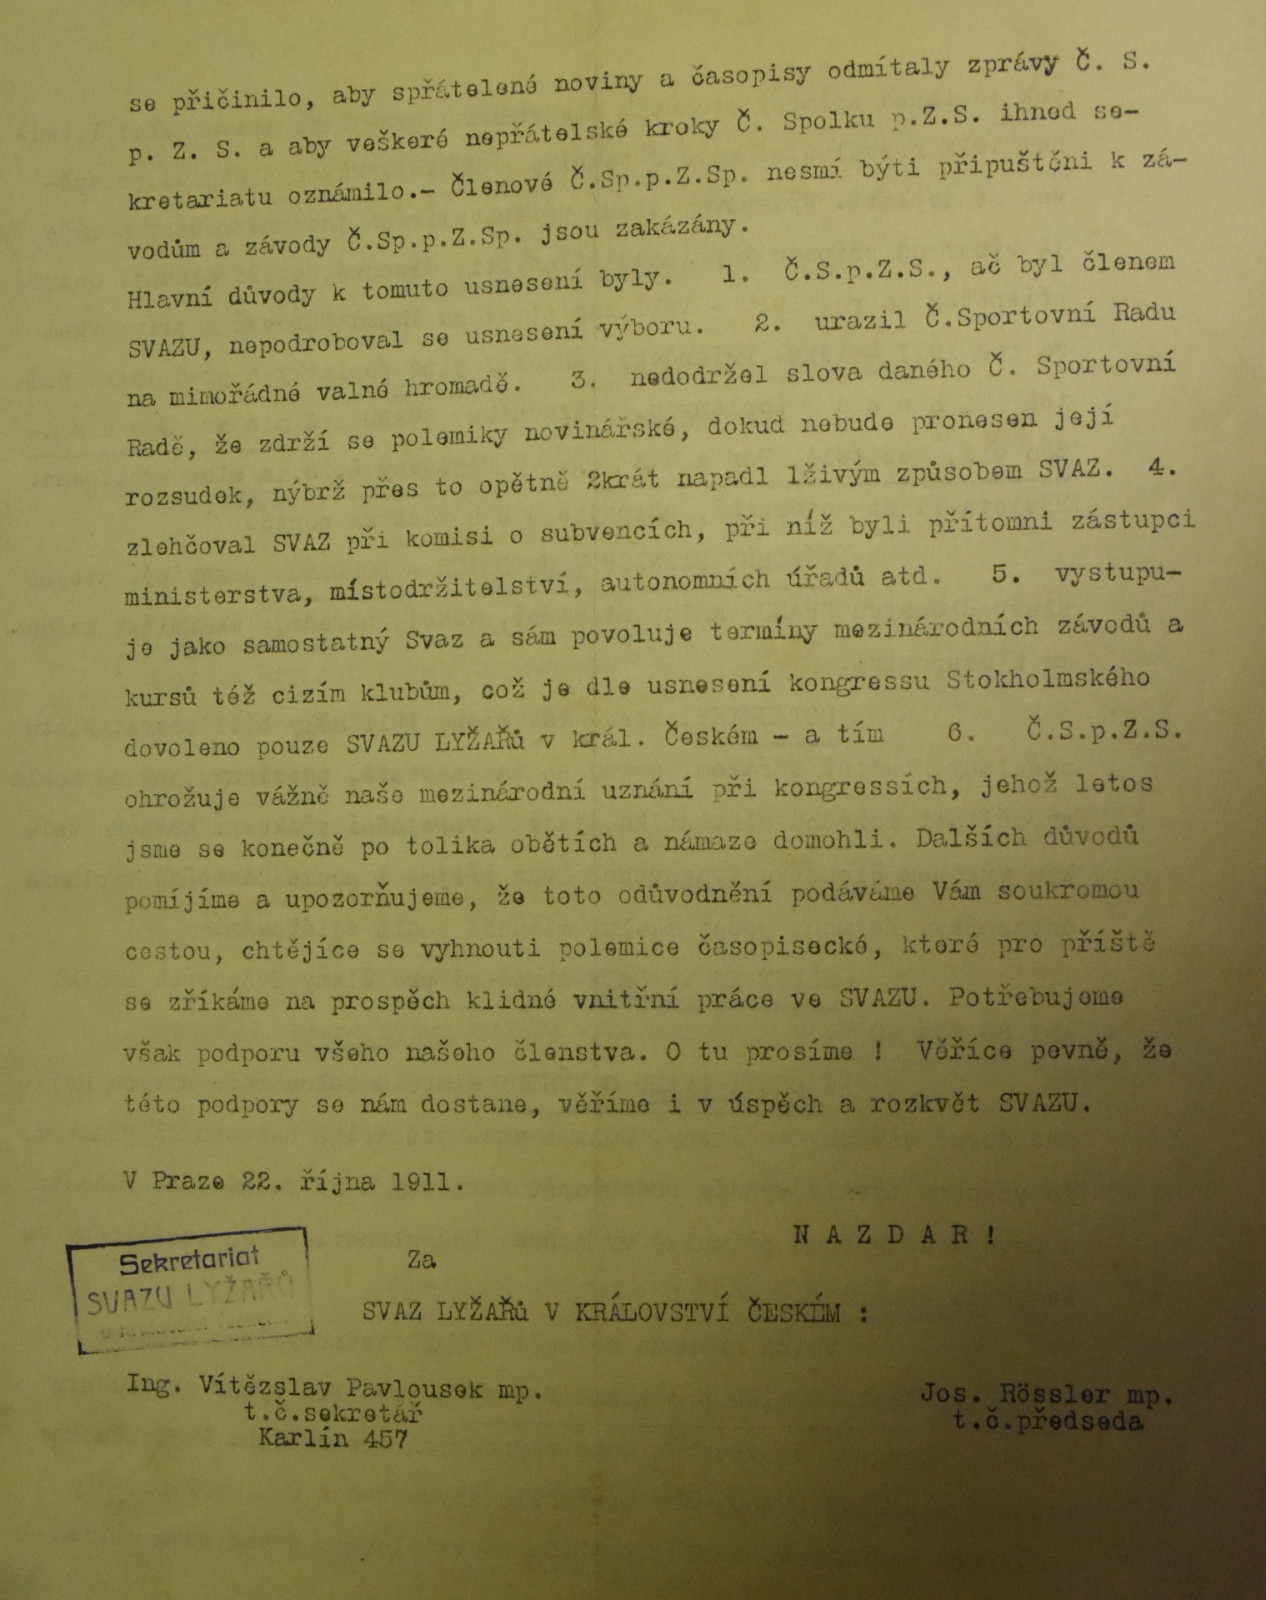 se přičinilo, aby spřátelené noviny a časopisy odmítaly zprávy Č. S.
p. Z. S. a aby veškeré nepřátelské kroky Č. Spolku p.Z.S. ihned se-
kretariatu oznámilo.- Členové Č.Sp.p.Z.Sp. nesmí býti připuštěni k zá-
vodům a závody Č.Sp.p.Z.Sp. jsou zakázány.
Hlavní důvody k tomuto usnesení byly. 1. Č.S.p.Z.S., ač byl členem
SVAZU, nepodroboval se usnesení výboru. 2. urazil Č.Sportovní Radu
na mimořádné valné hromadě. 3. nedodržel slova daného Č. Sportovní
Radě, že zdrží se polemiky novinářské, dokud nebude pronesen její
rozsudek, nýbrž přes to opětně 2krát napadl lživým způsobem SVAZ. 4.
zlehčoval SVAZ při komisi o subvencích, při níž byli přítomni zástupci
ministerstva, místodržitelství, autonomních úřadů atd. 5. vystupu-
je jako samostatný Svaz a sám povoluje termíny mezinárodních závodů a
kursů též cizím klubům, což je dle usnesení kongressu Stokholmského
dovoleno pouze SVAZU LYŽAŘů v král. Českém - a tím 6. Č.S.p.Z.S.
ohrožuje vážně naše mezinárodní uznání při kongressích, jehož letos
jsme se konečně po tolika obětích a námaze domohli. Dalších důvodů
pomíjíme a upozorňujeme, že toto odůvodnění podáváme Vám soukromou
cestou, chtějíce se vyhnouti polemice časopisecké, které pro příště
se zříkáme na prospěch klidné vnitřní práce ve SVAZU. Potřebujeme
však podporu všeho našeho členstva. O tu prosíme ! Věříce pevně, že
této podpory se nám dostane, věříme i v úspěch a rozkvět SVAZU.
V Praze 22. října 1911.
N A Z D A R !
Sekretariat
SVAZU LYŽAŘŮ
Za
SVAZ LYŽAŘů V KRÁLOVSTVÍ ČESKÉM :
Ing. Vítězslav Pavlousek mp.
t.č.sekretář
Karlín 457
Jos. Rössler mp.
t.č.předseda